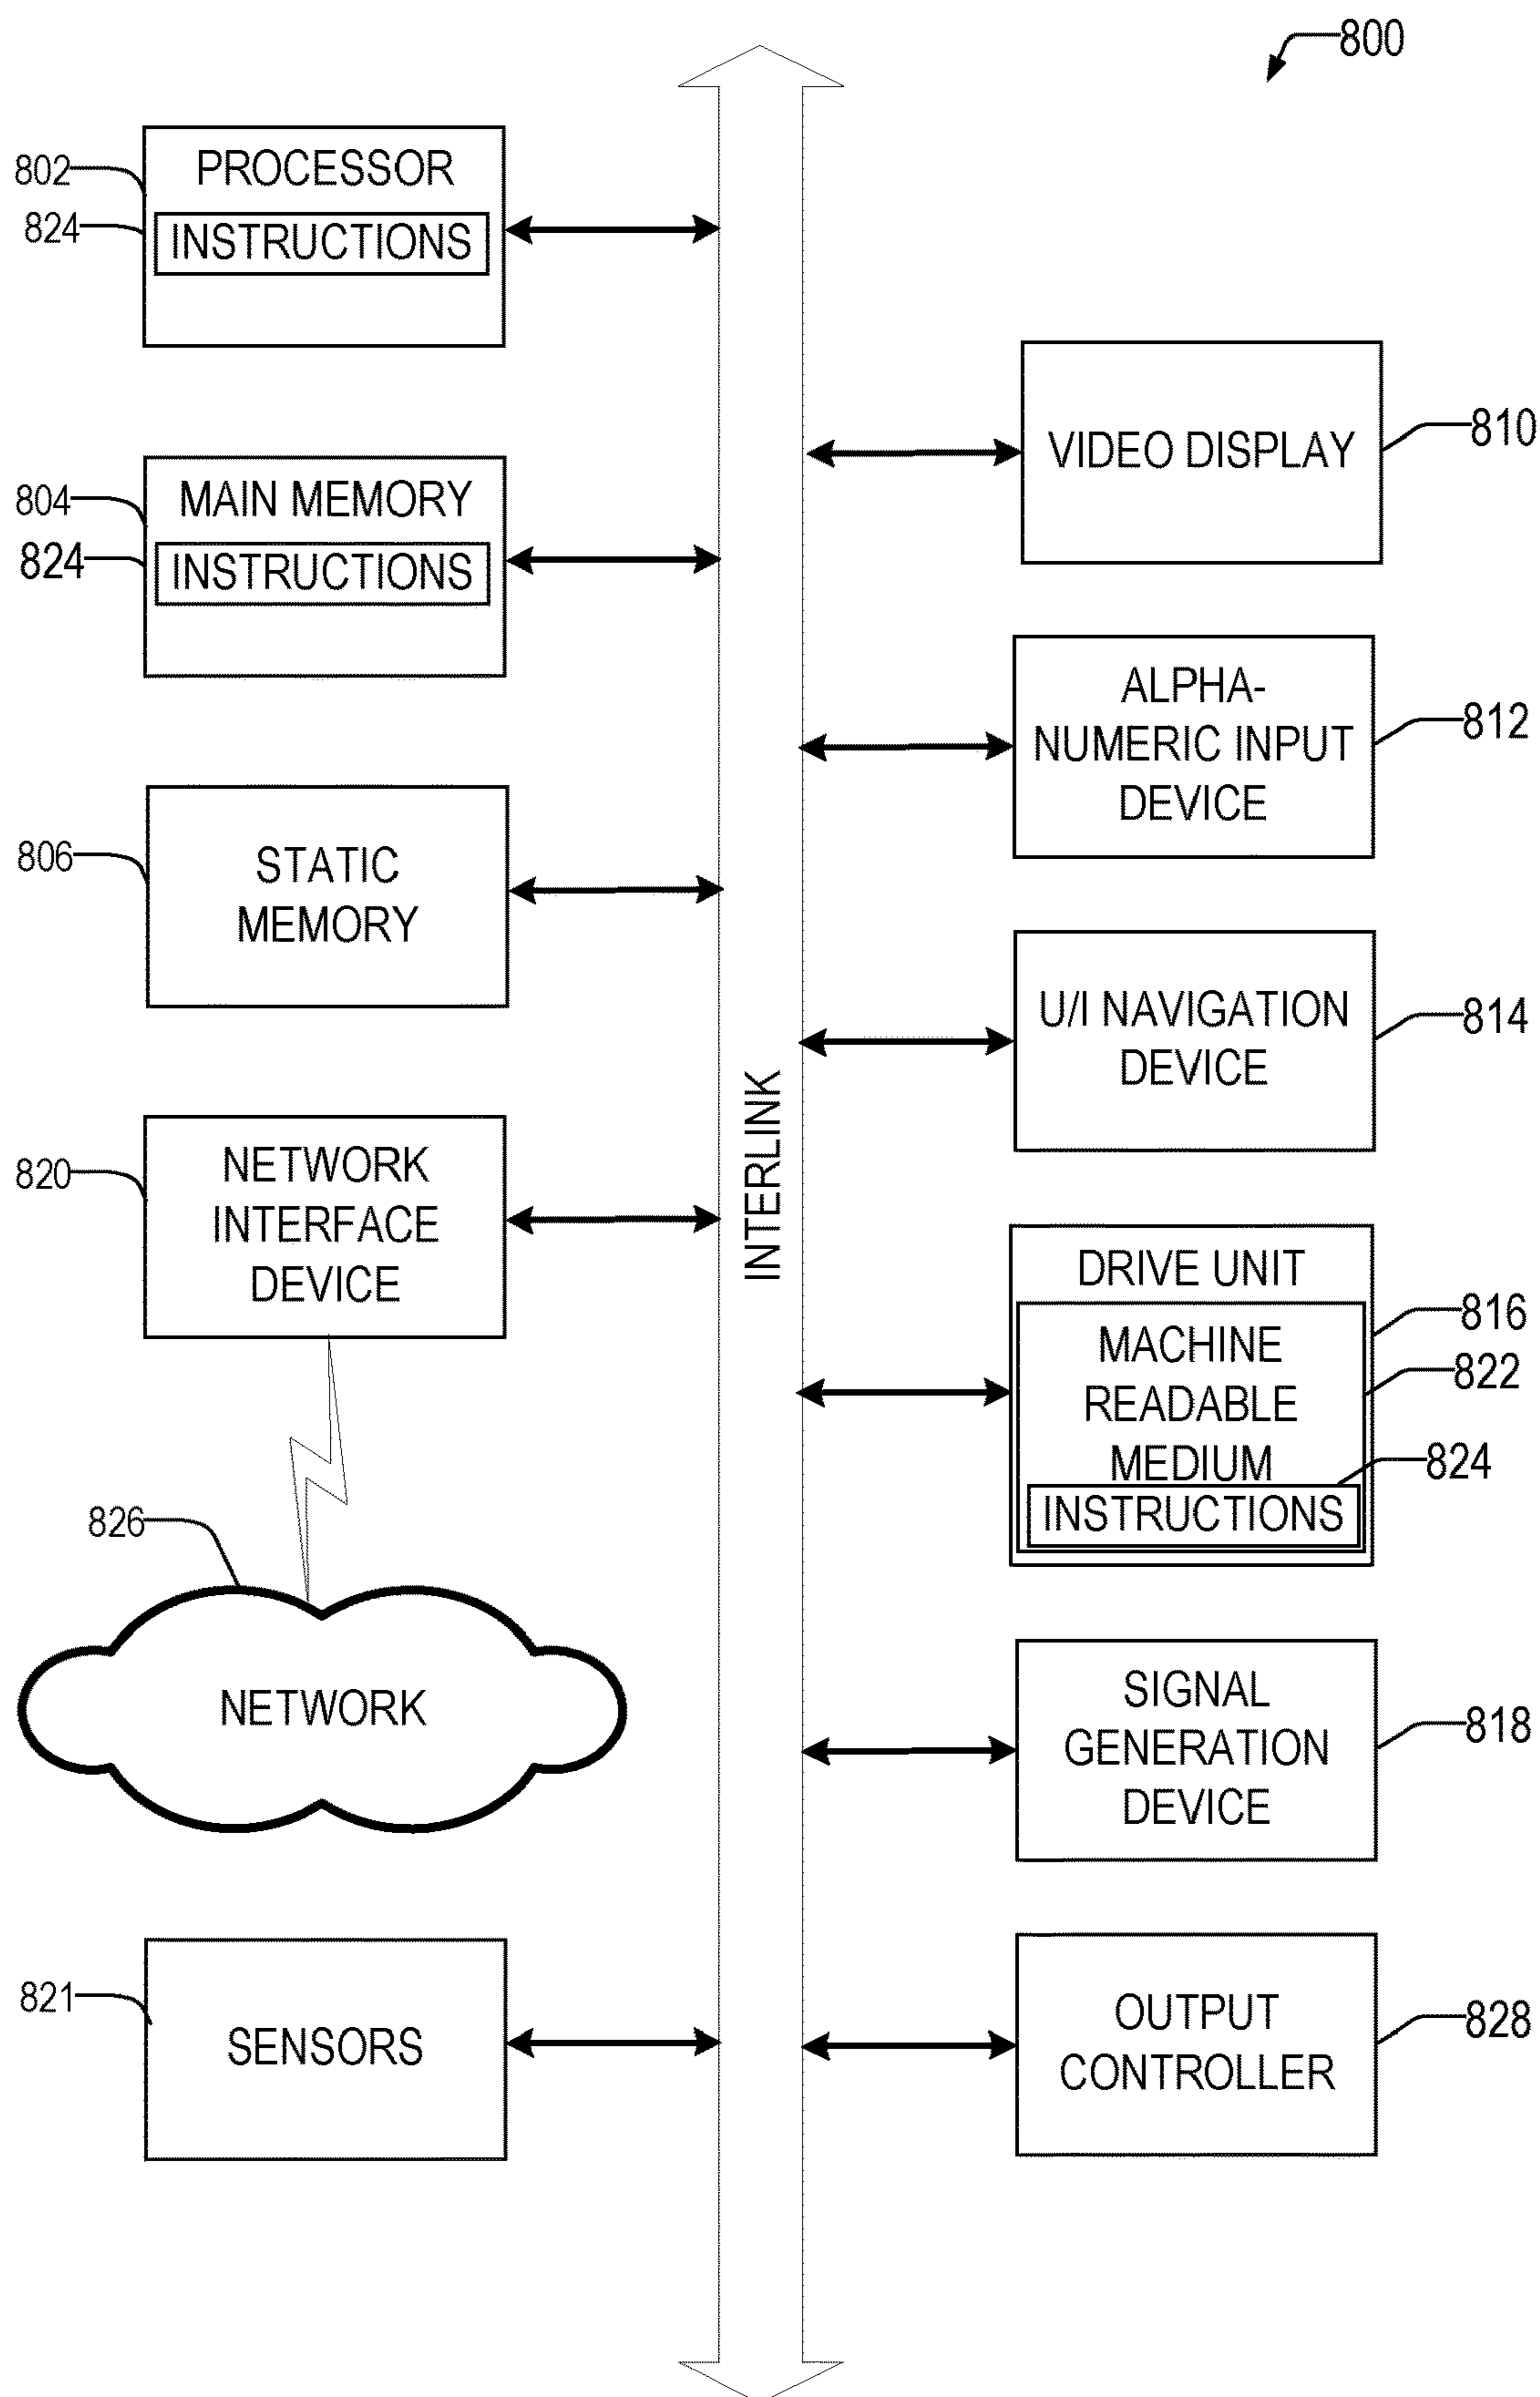 800
802
PROCESSOR
824
INSTRUCTIONS
804
MAIN MEMORY
824
INSTRUCTIONS
806
STATIC
MEMORY
820
NETWORK
INTERFACE
DEVICE
826
NETWORK
821
SENSORS
INTERLINK
VIDEO DISPLAY
810
ALPHA-
NUMERIC INPUT
DEVICE
812
U/I NAVIGATION
DEVICE
814
DRIVE UNIT
816
MACHINE
READABLE
MEDIUM
822
824
INSTRUCTIONS
SIGNAL
GENERATION
DEVICE
818
OUTPUT
CONTROLLER
828